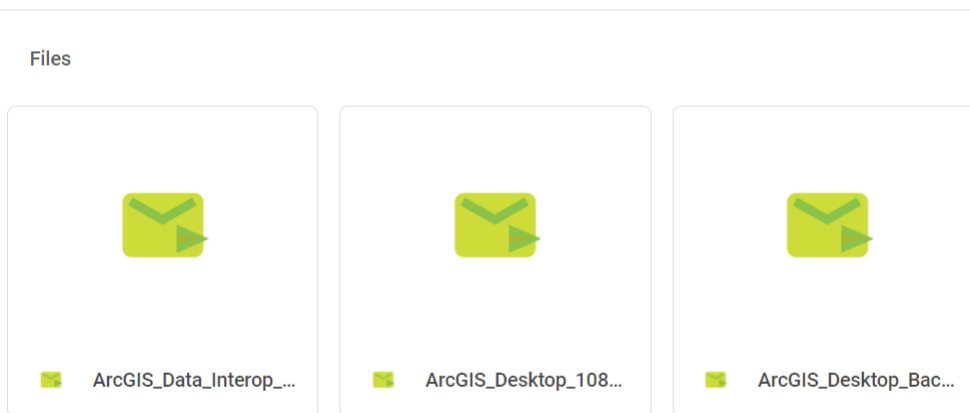 Files
ArcGIS_Data_Interop_...
ArcGIS_Desktop_108...
ArcGIS_Desktop_Bac...